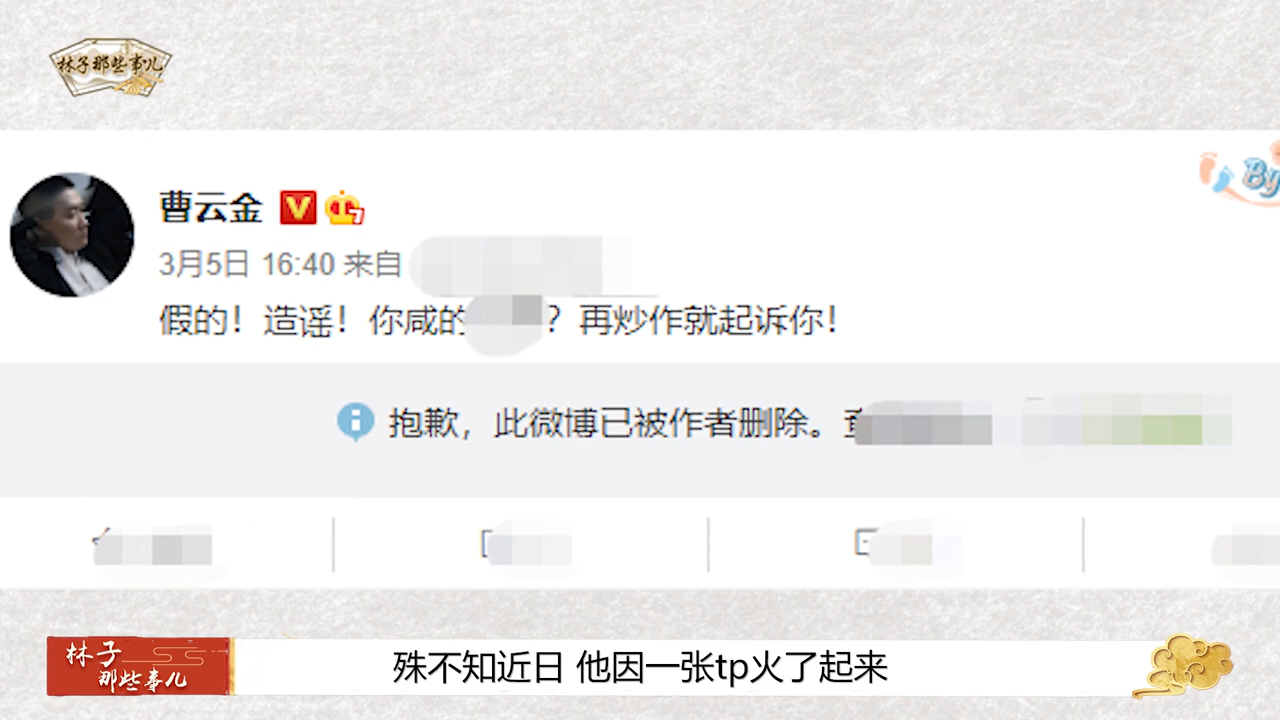 林子那些事儿
By
曹云金
3月5日 16:40 来自
假的！造谣！你咸的 ？再炒作就起诉你！
抱歉，此微博已被作者删除。
林子
那些事儿
殊不知近日 他因一张tp火了起来